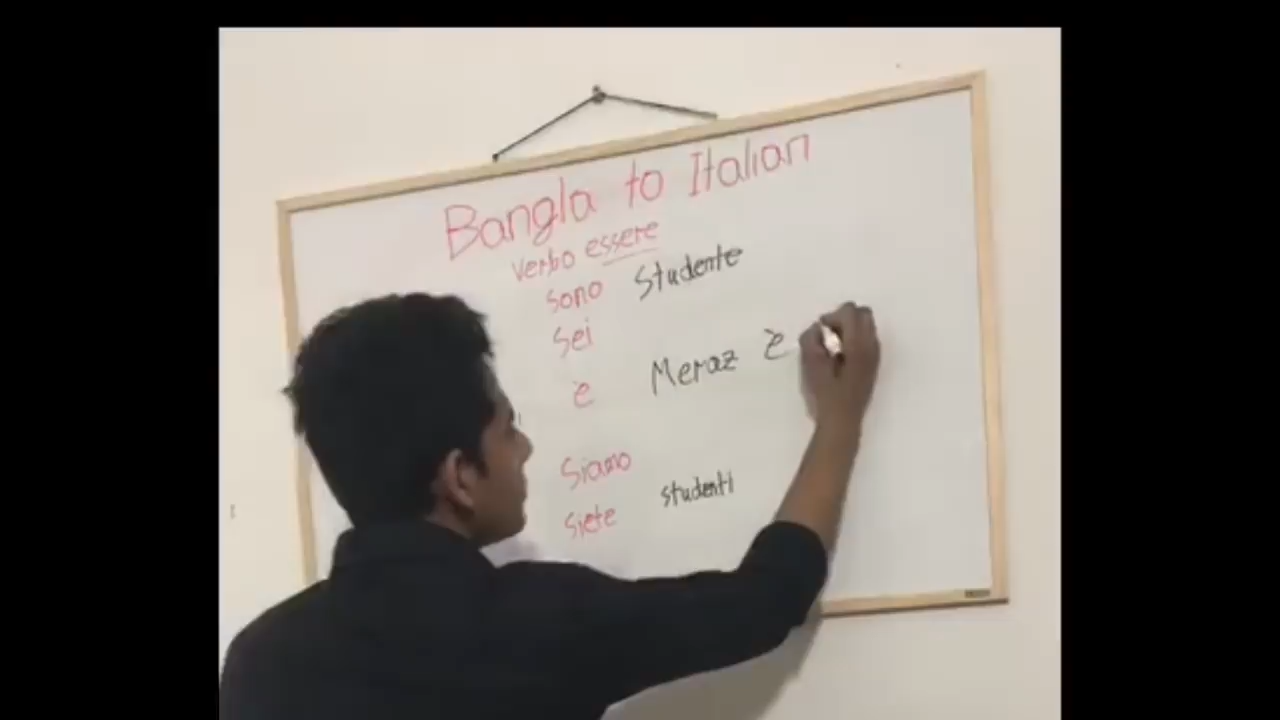 Bangla to Italian
verbo essere
sono Studente
Sei
è Meraz è
Siamo
studenti
Siete